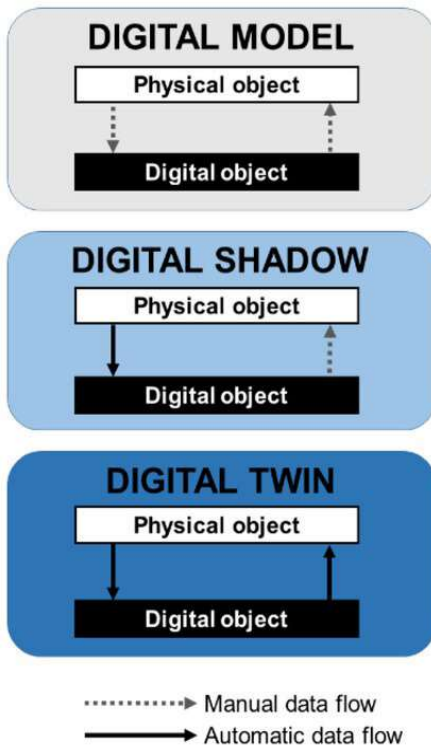 DIGITAL MODEL
Physical object
Digital object
DIGITAL SHADOW
Physical object
Digital object
DIGITAL TWIN
Physical object
Digital object
Manual data flow
Automatic data flow